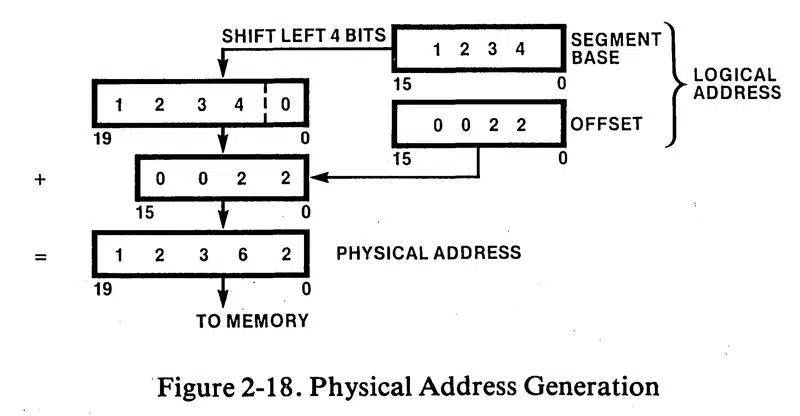 SHIFT LEFT 4 BITS
1 2 3 4
SEGMENT
BASE
15 0
LOGICAL
ADDRESS
1 2 3 4 0
19 0
0 0 2 2
OFFSET
15 0
+
0 0 2 2
15 0
=
1 2 3 6 2
PHYSICAL ADDRESS
19 0
TO MEMORY
Figure 2-18. Physical Address Generation